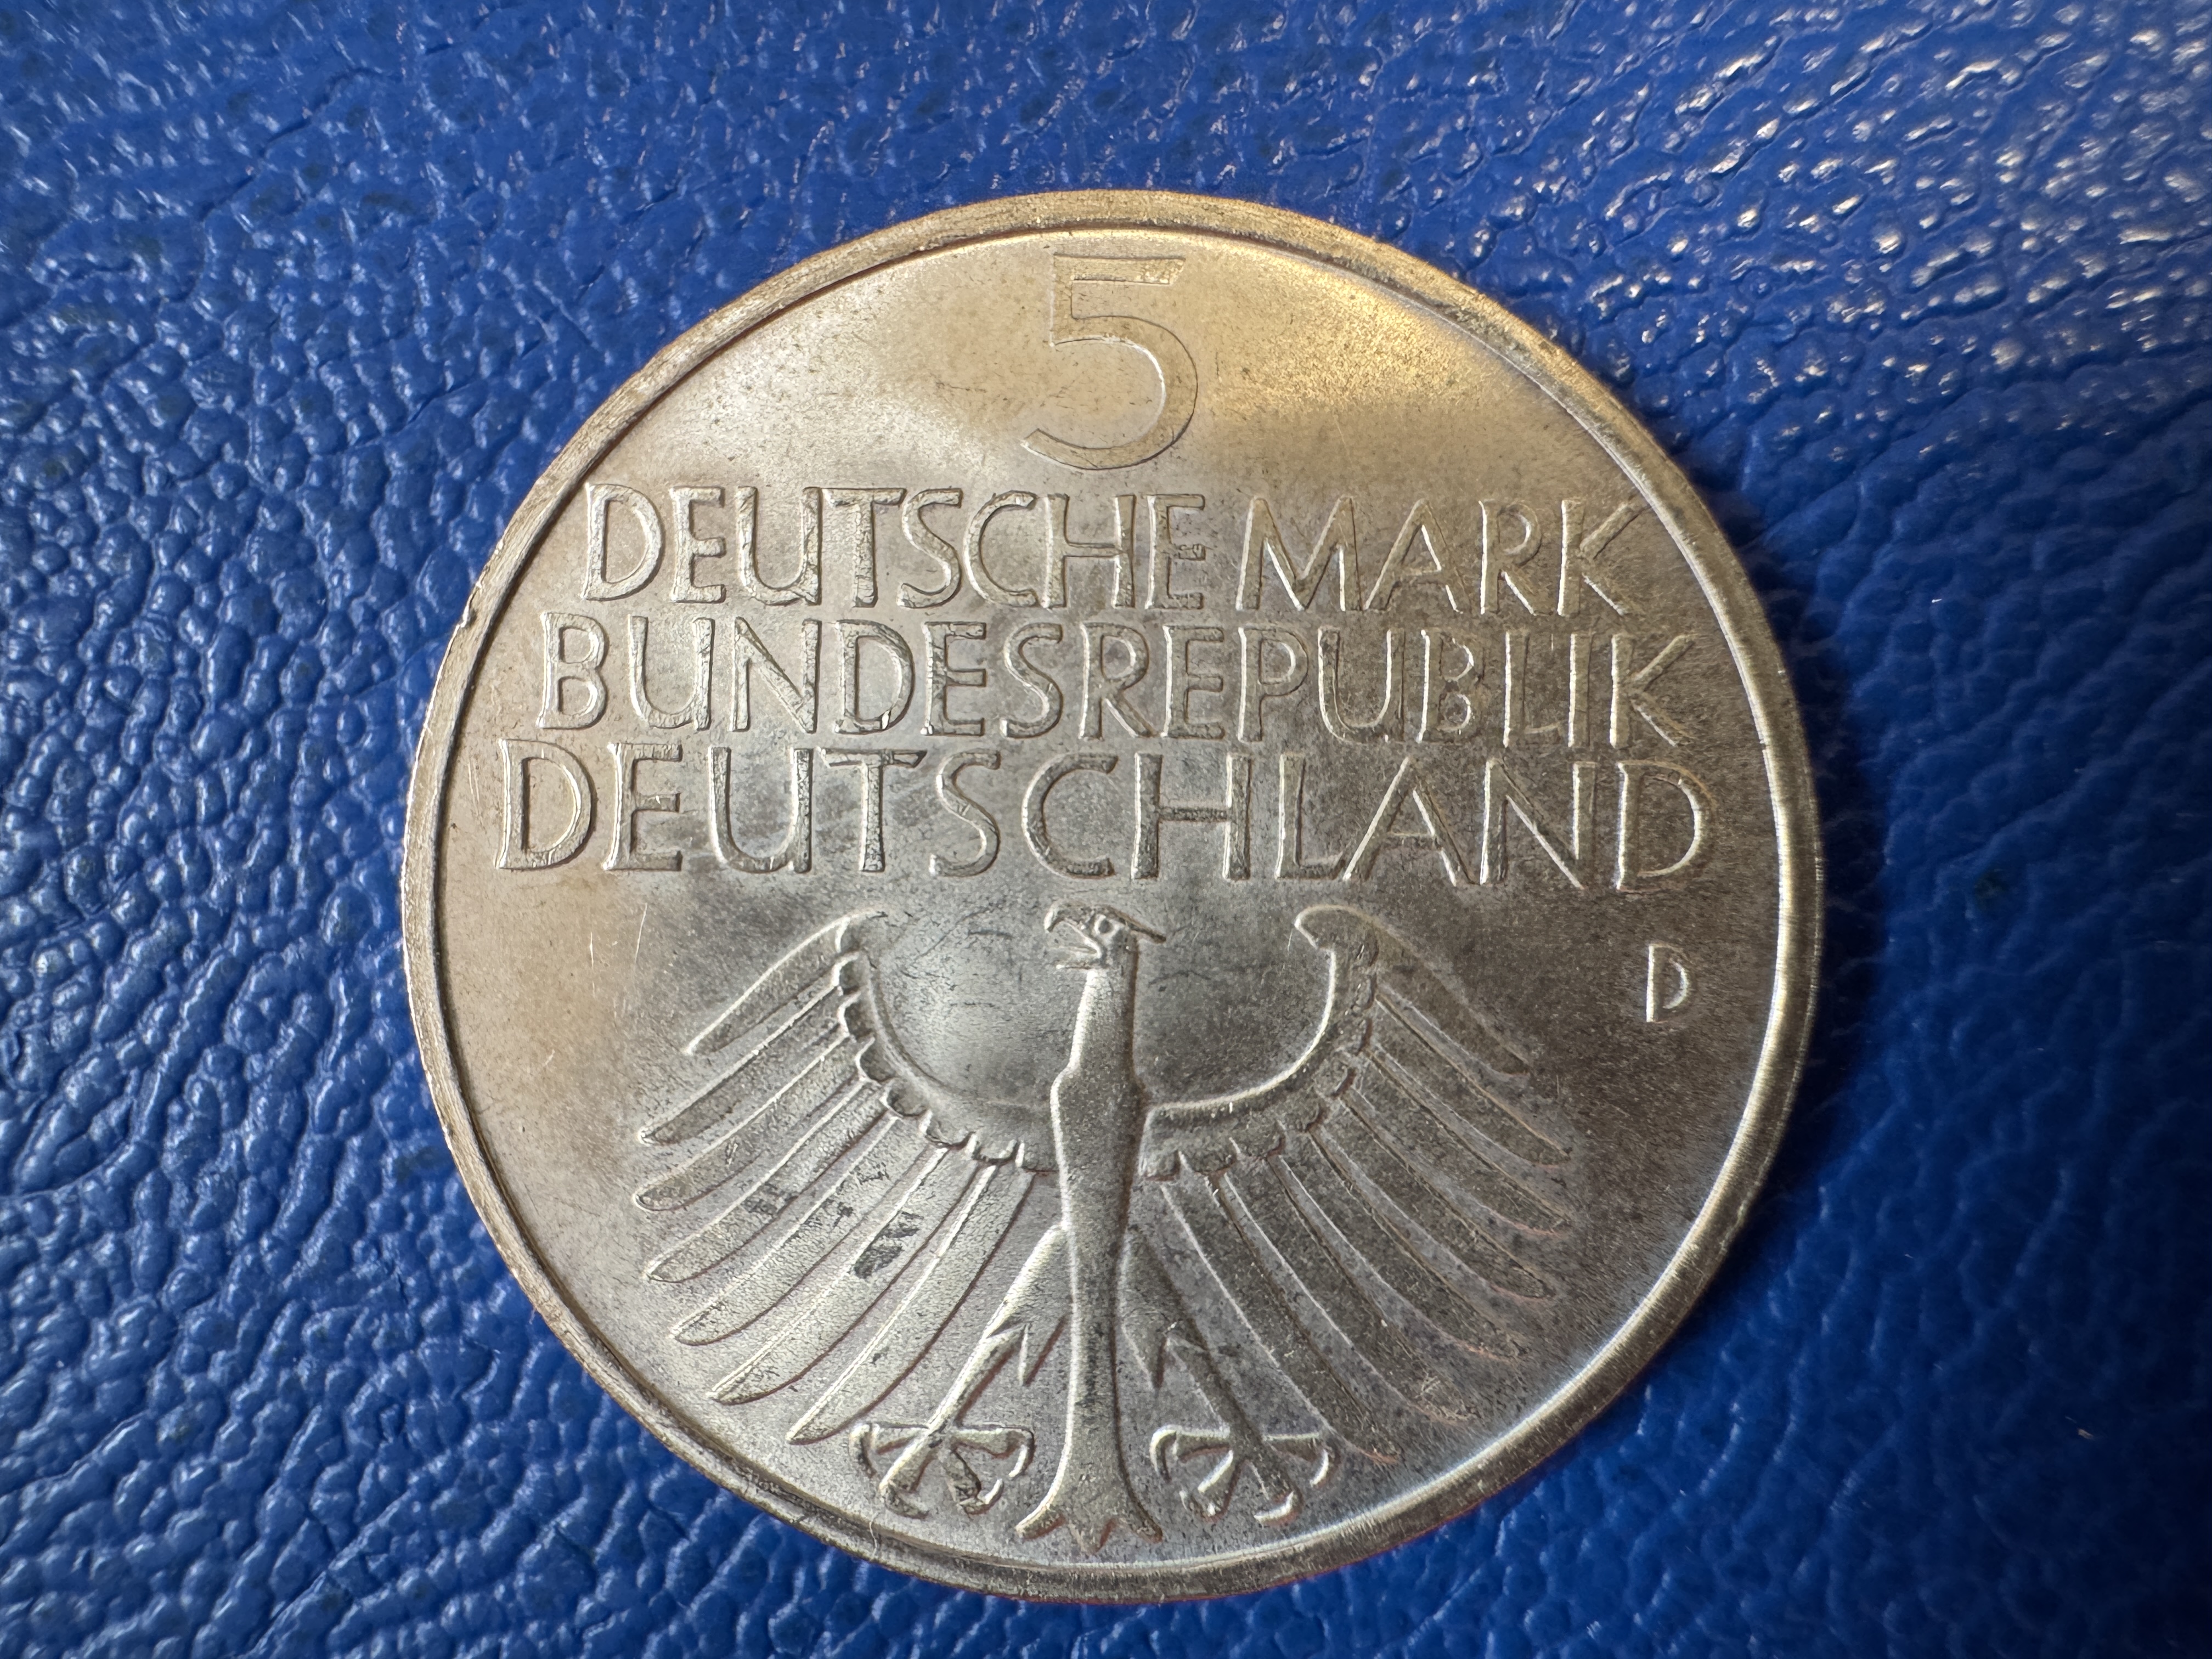 5
DEUTSCHE MARK
BUNDESREPUBLIK
DEUTSCHLAND
D